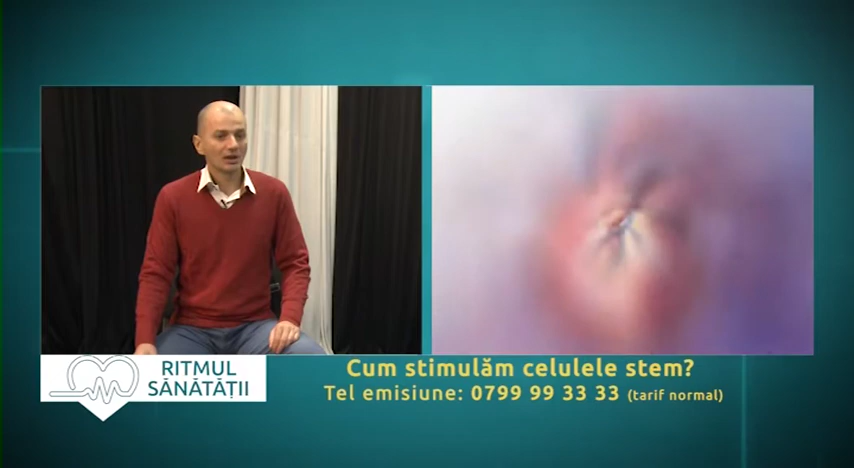 RITMUL
SĂNĂTĂȚII
Cum stimulăm celulele stem?
Tel emisiune: 0799 99 33 33 (tarif normal)